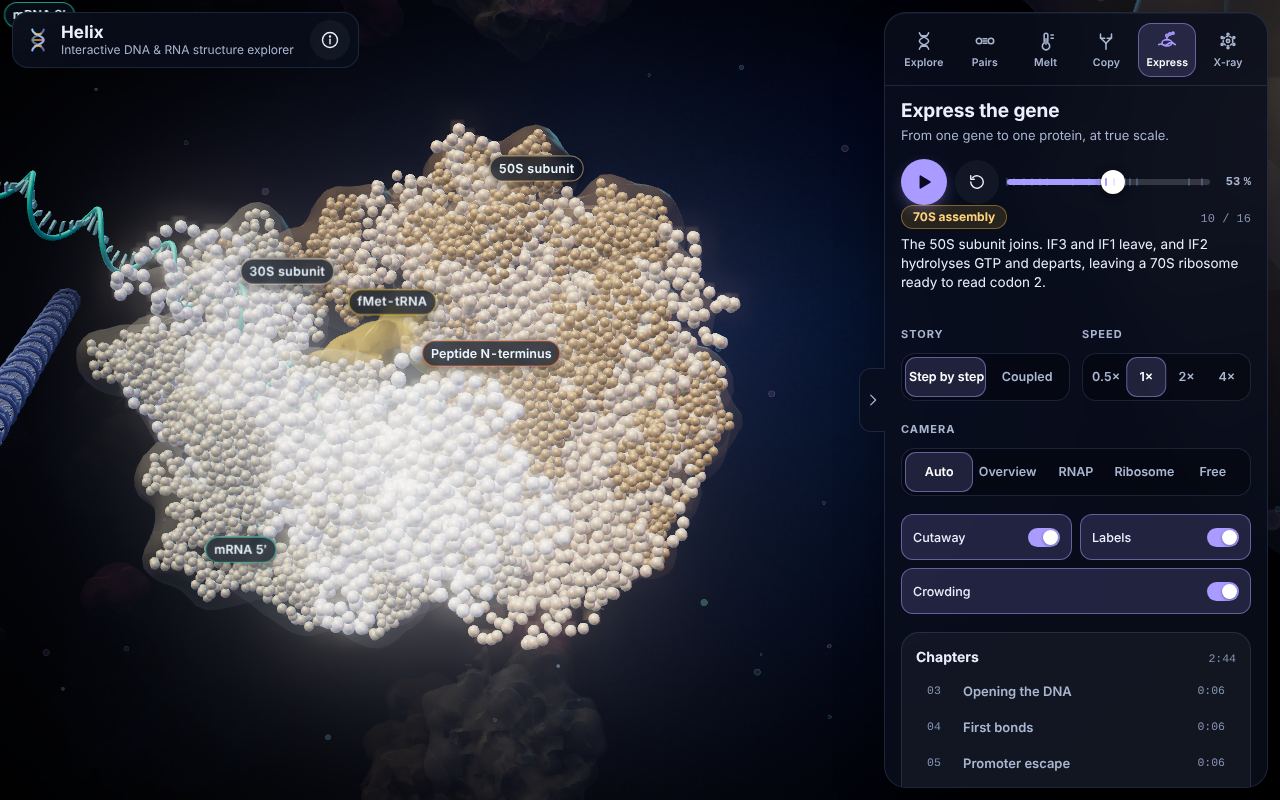 Helix
Interactive DNA & RNA structure explorer
50S subunit
30S subunit
fMet-tRNA
Peptide N-terminus
mRNA 5'
Explore
Pairs
Melt
Copy
Express
X-ray
Express the gene
From one gene to one protein, at true scale.
53 %
70S assembly
10 / 16
The 50S subunit joins. IF3 and IF1 leave, and IF2
hydrolyses GTP and departs, leaving a 70S ribosome
ready to read codon 2.
STORY
SPEED
Step by step
Coupled
0.5×
1×
2×
4×
CAMERA
Auto
Overview
RNAP
Ribosome
Free
Cutaway
Labels
Crowding
Chapters
2:44
03 Opening the DNA 0:06
04 First bonds 0:06
05 Promoter escape 0:06